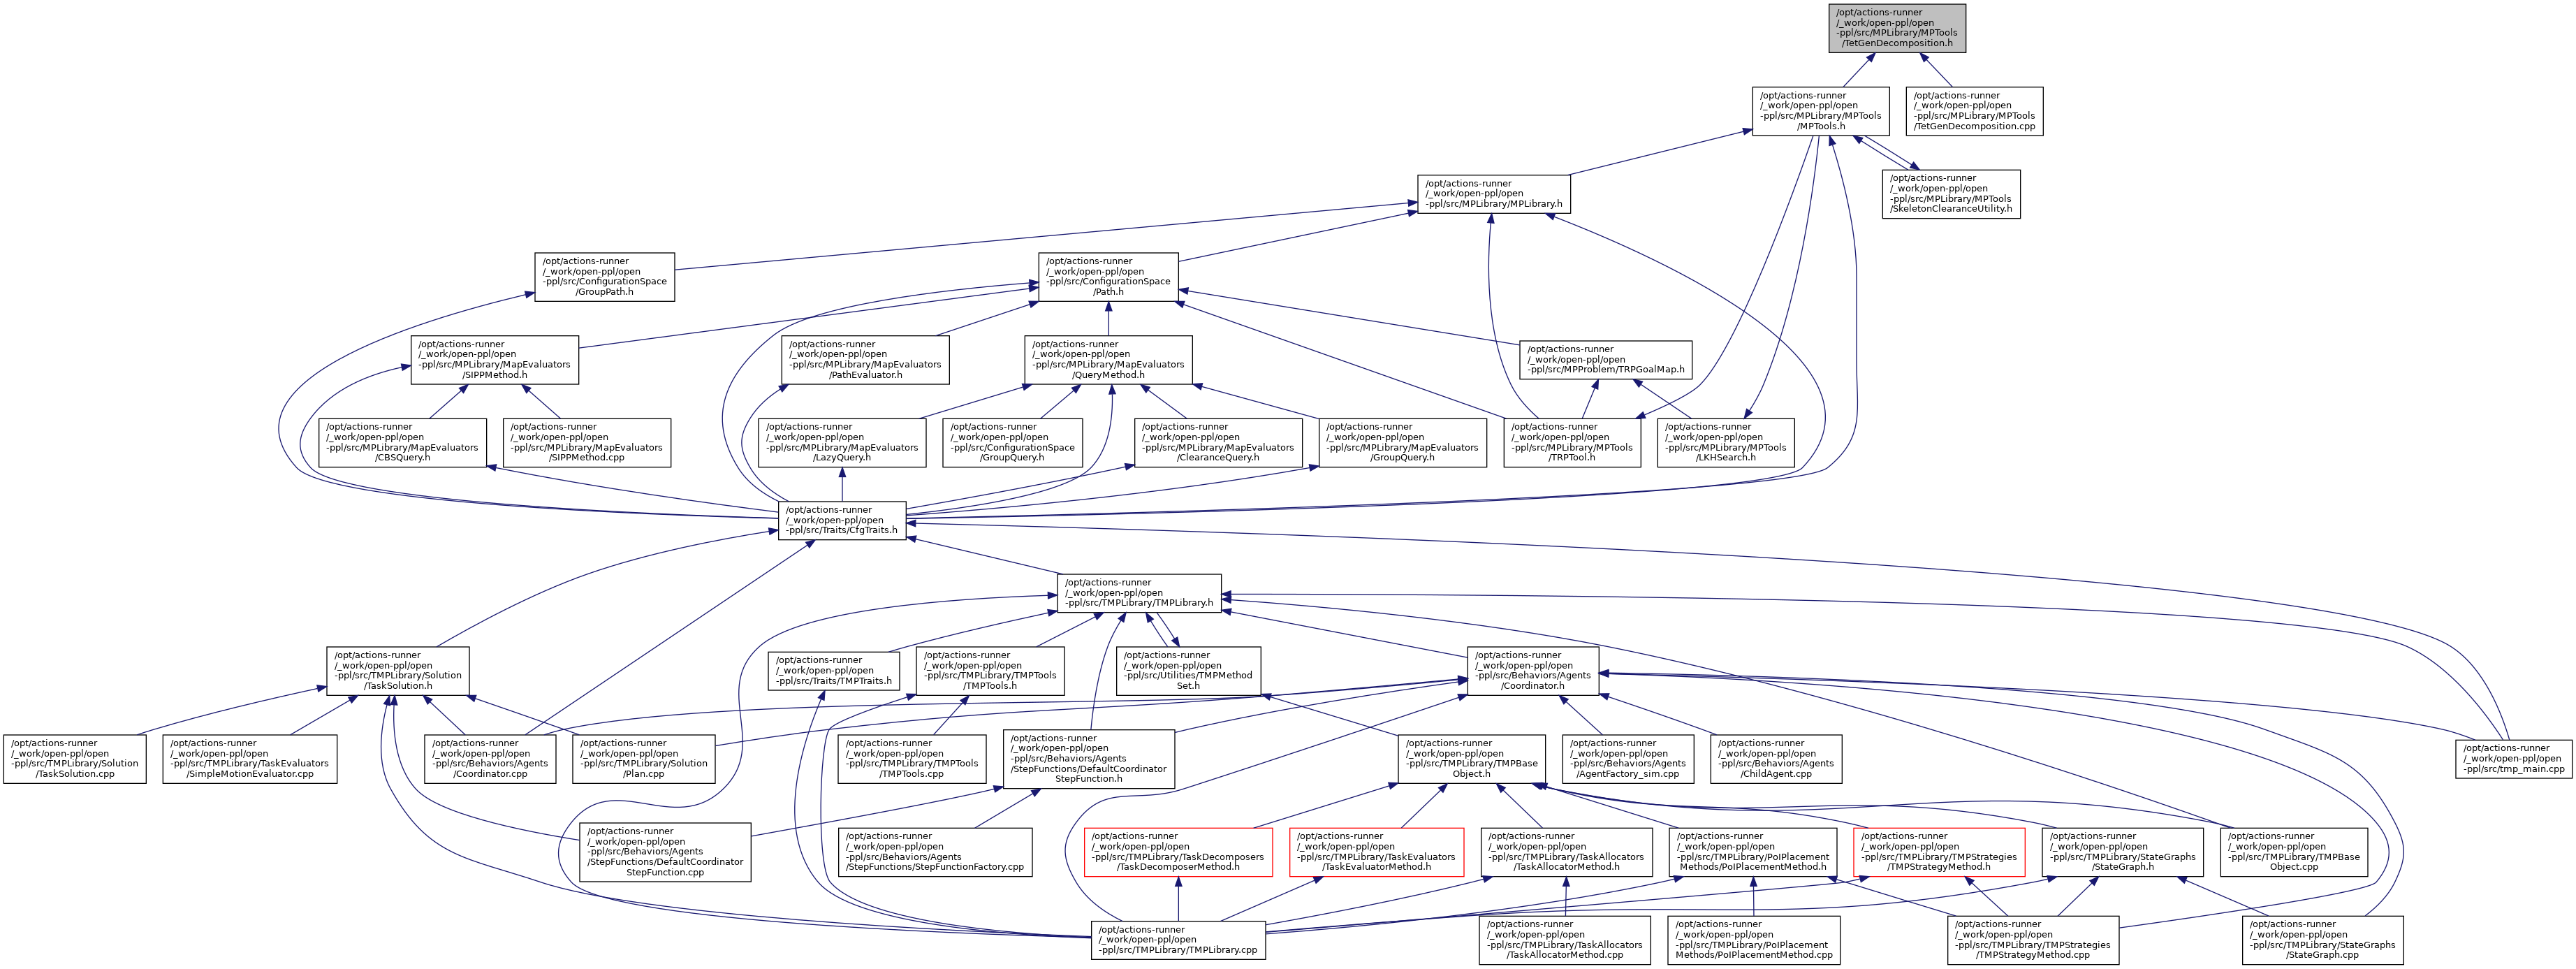 /opt/actions-runner
/_work/open-ppl/open
-ppl/src/MPLibrary/MPTools
/TetGenDecomposition.h
/opt/actions-runner
/_work/open-ppl/open
-ppl/src/MPLibrary/MPTools
/MPTools.h
/opt/actions-runner
/_work/open-ppl/open
-ppl/src/MPLibrary/MPTools
/TetGenDecomposition.cpp
/opt/actions-runner
/_work/open-ppl/open
-ppl/src/MPLibrary/MPLibrary.h
/opt/actions-runner
/_work/open-ppl/open
-ppl/src/MPLibrary/MPTools
/SkeletonClearanceUtility.h
/opt/actions-runner
/_work/open-ppl/open
-ppl/src/ConfigurationSpace
/GroupPath.h
/opt/actions-runner
/_work/open-ppl/open
-ppl/src/ConfigurationSpace
/Path.h
/opt/actions-runner
/_work/open-ppl/open
-ppl/src/MPLibrary/MapEvaluators
/SIPPMethod.h
/opt/actions-runner
/_work/open-ppl/open
-ppl/src/MPLibrary/MapEvaluators
/PathEvaluator.h
/opt/actions-runner
/_work/open-ppl/open
-ppl/src/MPLibrary/MapEvaluators
/QueryMethod.h
/opt/actions-runner
/_work/open-ppl/open
-ppl/src/MPProblem/TRPGoalMap.h
/opt/actions-runner
/_work/open-ppl/open
-ppl/src/MPLibrary/MapEvaluators
/CBSQuery.h
/opt/actions-runner
/_work/open-ppl/open
-ppl/src/MPLibrary/MapEvaluators
/SIPPMethod.cpp
/opt/actions-runner
/_work/open-ppl/open
-ppl/src/MPLibrary/MapEvaluators
/LazyQuery.h
/opt/actions-runner
/_work/open-ppl/open
-ppl/src/ConfigurationSpace
/GroupQuery.h
/opt/actions-runner
/_work/open-ppl/open
-ppl/src/MPLibrary/MapEvaluators
/ClearanceQuery.h
/opt/actions-runner
/_work/open-ppl/open
-ppl/src/MPLibrary/MapEvaluators
/GroupQuery.h
/opt/actions-runner
/_work/open-ppl/open
-ppl/src/MPLibrary/MPTools
/TRPTool.h
/opt/actions-runner
/_work/open-ppl/open
-ppl/src/MPLibrary/MPTools
/LKHSearch.h
/opt/actions-runner
/_work/open-ppl/open
-ppl/src/Traits/CfgTraits.h
/opt/actions-runner
/_work/open-ppl/open
-ppl/src/TMPLibrary/TMPLibrary.h
/opt/actions-runner
/_work/open-ppl/open
-ppl/src/TMPLibrary/Solution
/TaskSolution.h
/opt/actions-runner
/_work/open-ppl/open
-ppl/src/Traits/TMPTraits.h
/opt/actions-runner
/_work/open-ppl/open
-ppl/src/TMPLibrary/TMPTools
/TMPTools.h
/opt/actions-runner
/_work/open-ppl/open
-ppl/src/Utilities/TMPMethod
Set.h
/opt/actions-runner
/_work/open-ppl/open
-ppl/src/Behaviors/Agents
/Coordinator.h
/opt/actions-runner
/_work/open-ppl/open
-ppl/src/TMPLibrary/Solution
/TaskSolution.cpp
/opt/actions-runner
/_work/open-ppl/open
-ppl/src/TMPLibrary/TaskEvaluators
/SimpleMotionEvaluator.cpp
/opt/actions-runner
/_work/open-ppl/open
-ppl/src/Behaviors/Agents
/Coordinator.cpp
/opt/actions-runner
/_work/open-ppl/open
-ppl/src/TMPLibrary/Solution
/Plan.cpp
/opt/actions-runner
/_work/open-ppl/open
-ppl/src/TMPLibrary/TMPTools
/TMPTools.cpp
/opt/actions-runner
/_work/open-ppl/open
-ppl/src/Behaviors/Agents
/StepFunctions/DefaultCoordinator
StepFunction.h
/opt/actions-runner
/_work/open-ppl/open
-ppl/src/TMPLibrary/TMPBase
Object.h
/opt/actions-runner
/_work/open-ppl/open
-ppl/src/Behaviors/Agents
/AgentFactory_sim.cpp
/opt/actions-runner
/_work/open-ppl/open
-ppl/src/Behaviors/Agents
/ChildAgent.cpp
/opt/actions-runner
/_work/open-ppl/open
-ppl/src/tmp_main.cpp
/opt/actions-runner
/_work/open-ppl/open
-ppl/src/Behaviors/Agents
/StepFunctions/DefaultCoordinator
StepFunction.cpp
/opt/actions-runner
/_work/open-ppl/open
-ppl/src/Behaviors/Agents
/StepFunctions/StepFunctionFactory.cpp
/opt/actions-runner
/_work/open-ppl/open
-ppl/src/TMPLibrary/TaskDecomposers
/TaskDecomposerMethod.h
/opt/actions-runner
/_work/open-ppl/open
-ppl/src/TMPLibrary/TaskEvaluators
/TaskEvaluatorMethod.h
/opt/actions-runner
/_work/open-ppl/open
-ppl/src/TMPLibrary/TaskAllocators
/TaskAllocatorMethod.h
/opt/actions-runner
/_work/open-ppl/open
-ppl/src/TMPLibrary/PoIPlacement
Methods/PoIPlacementMethod.h
/opt/actions-runner
/_work/open-ppl/open
-ppl/src/TMPLibrary/TMPStrategies
/TMPStrategyMethod.h
/opt/actions-runner
/_work/open-ppl/open
-ppl/src/TMPLibrary/StateGraphs
/StateGraph.h
/opt/actions-runner
/_work/open-ppl/open
-ppl/src/TMPLibrary/TMPBase
Object.cpp
/opt/actions-runner
/_work/open-ppl/open
-ppl/src/TMPLibrary/TMPLibrary.cpp
/opt/actions-runner
/_work/open-ppl/open
-ppl/src/TMPLibrary/TaskAllocators
/TaskAllocatorMethod.cpp
/opt/actions-runner
/_work/open-ppl/open
-ppl/src/TMPLibrary/PoIPlacement
Methods/PoIPlacementMethod.cpp
/opt/actions-runner
/_work/open-ppl/open
-ppl/src/TMPLibrary/TMPStrategies
/TMPStrategyMethod.cpp
/opt/actions-runner
/_work/open-ppl/open
-ppl/src/TMPLibrary/StateGraphs
/StateGraph.cpp